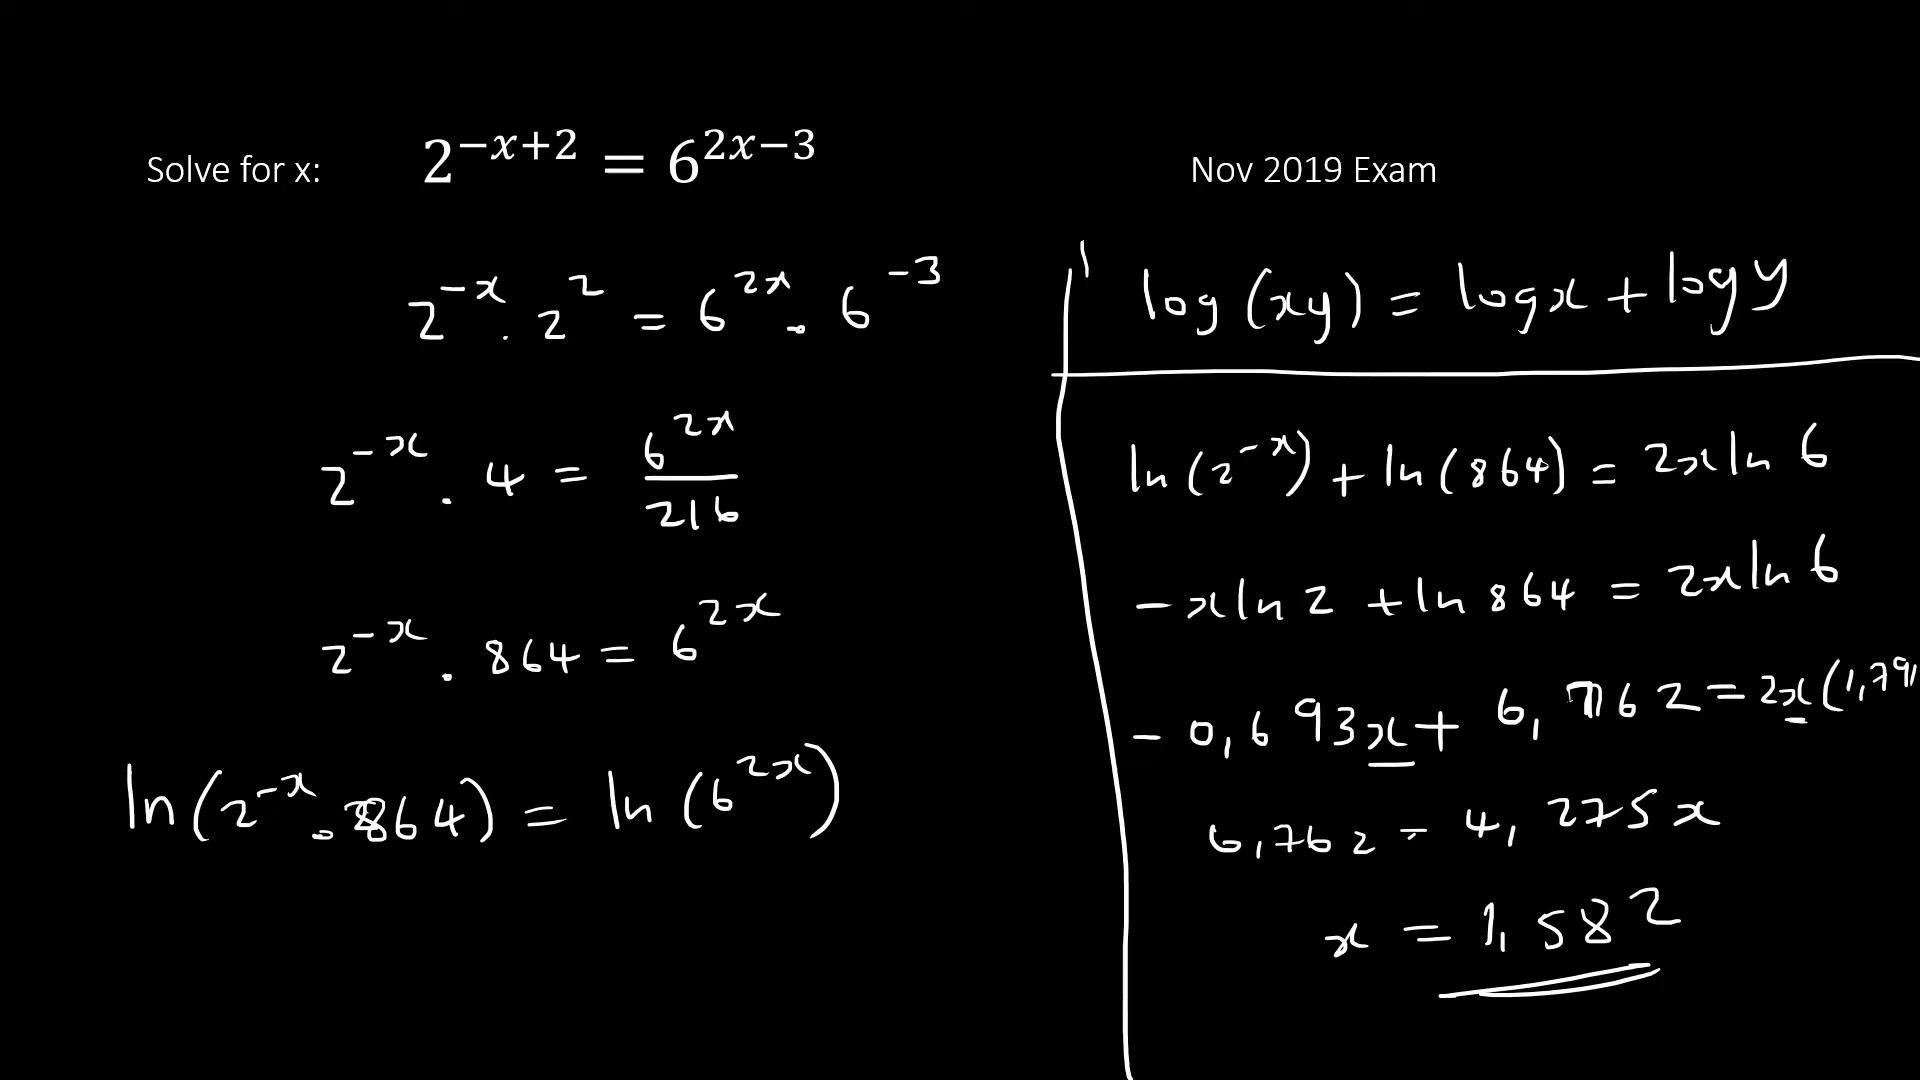 Solve for x: 2^{-x+2} = 6^{2x-3}
Nov 2019 Exam
2^{-x} . 2^2 = 6^{2x} . 6^{-3}
2^{-x} . 4 = 6^{2x}/216
2^{-x} . 864 = 6^{2x}
ln(2^{-x} . 864) = ln(6^{2x})
log(xy) = log x + log y
ln(2^{-x}) + ln(864) = 2x ln 6
-x ln 2 + ln 864 = 2x ln 6
-0,693x + 6,762 = 2x(1,791
6,762 = 4,275x
x = 1,582